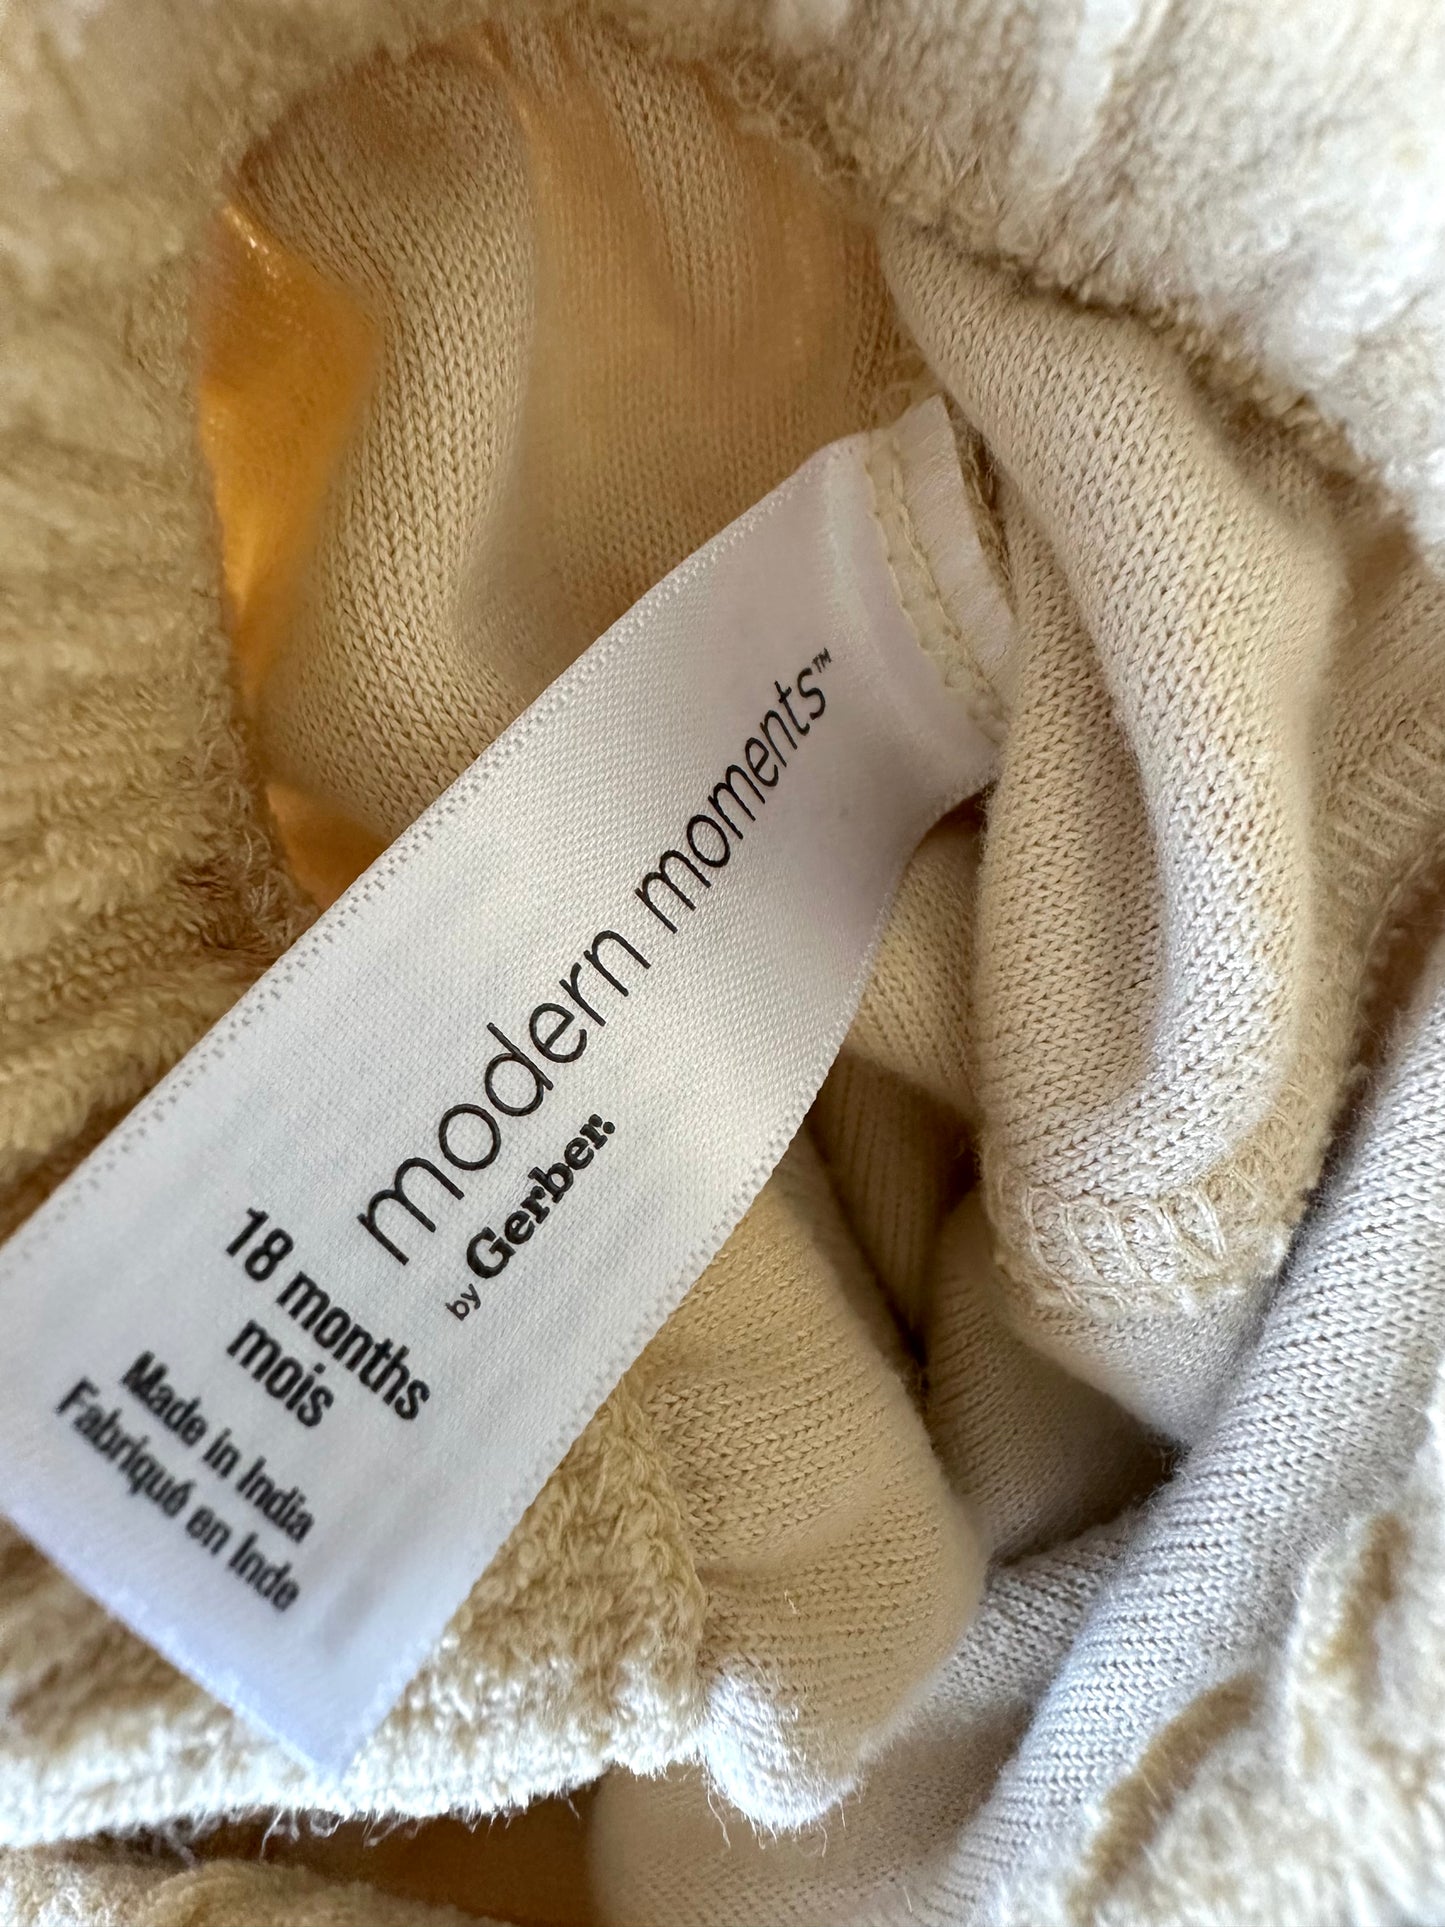 modern moments™
by Gerber.
18 months
mois
Made in India
Fabriqué en Inde